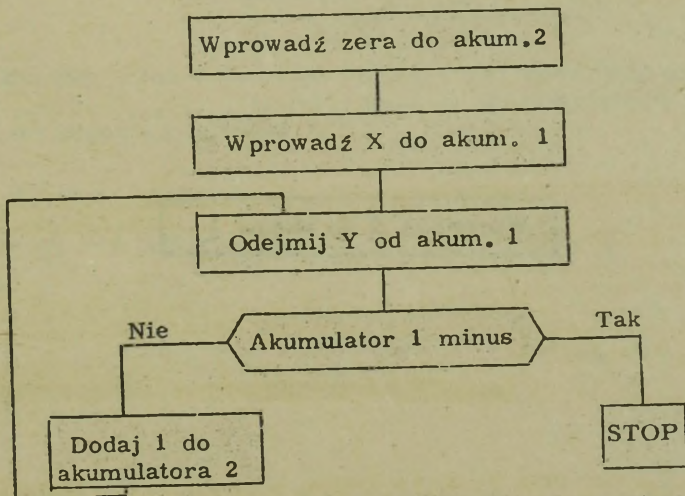 Wprowadź zera do akum.2
Wprowadź X do akum. 1
Odejmij Y od akum. 1
Nie
Akumulator 1 minus
Tak
Dodaj 1 do
akumulatora 2
STOP